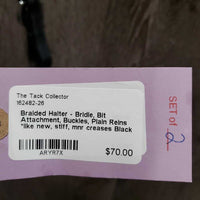 The Tack Collector
162482-26
Braided Halter - Bridle, Bit
Attachment, Buckles, Plain Reins
*like new, stiff, mnr creases Black
ARYR7X
$70.00
SET of 2